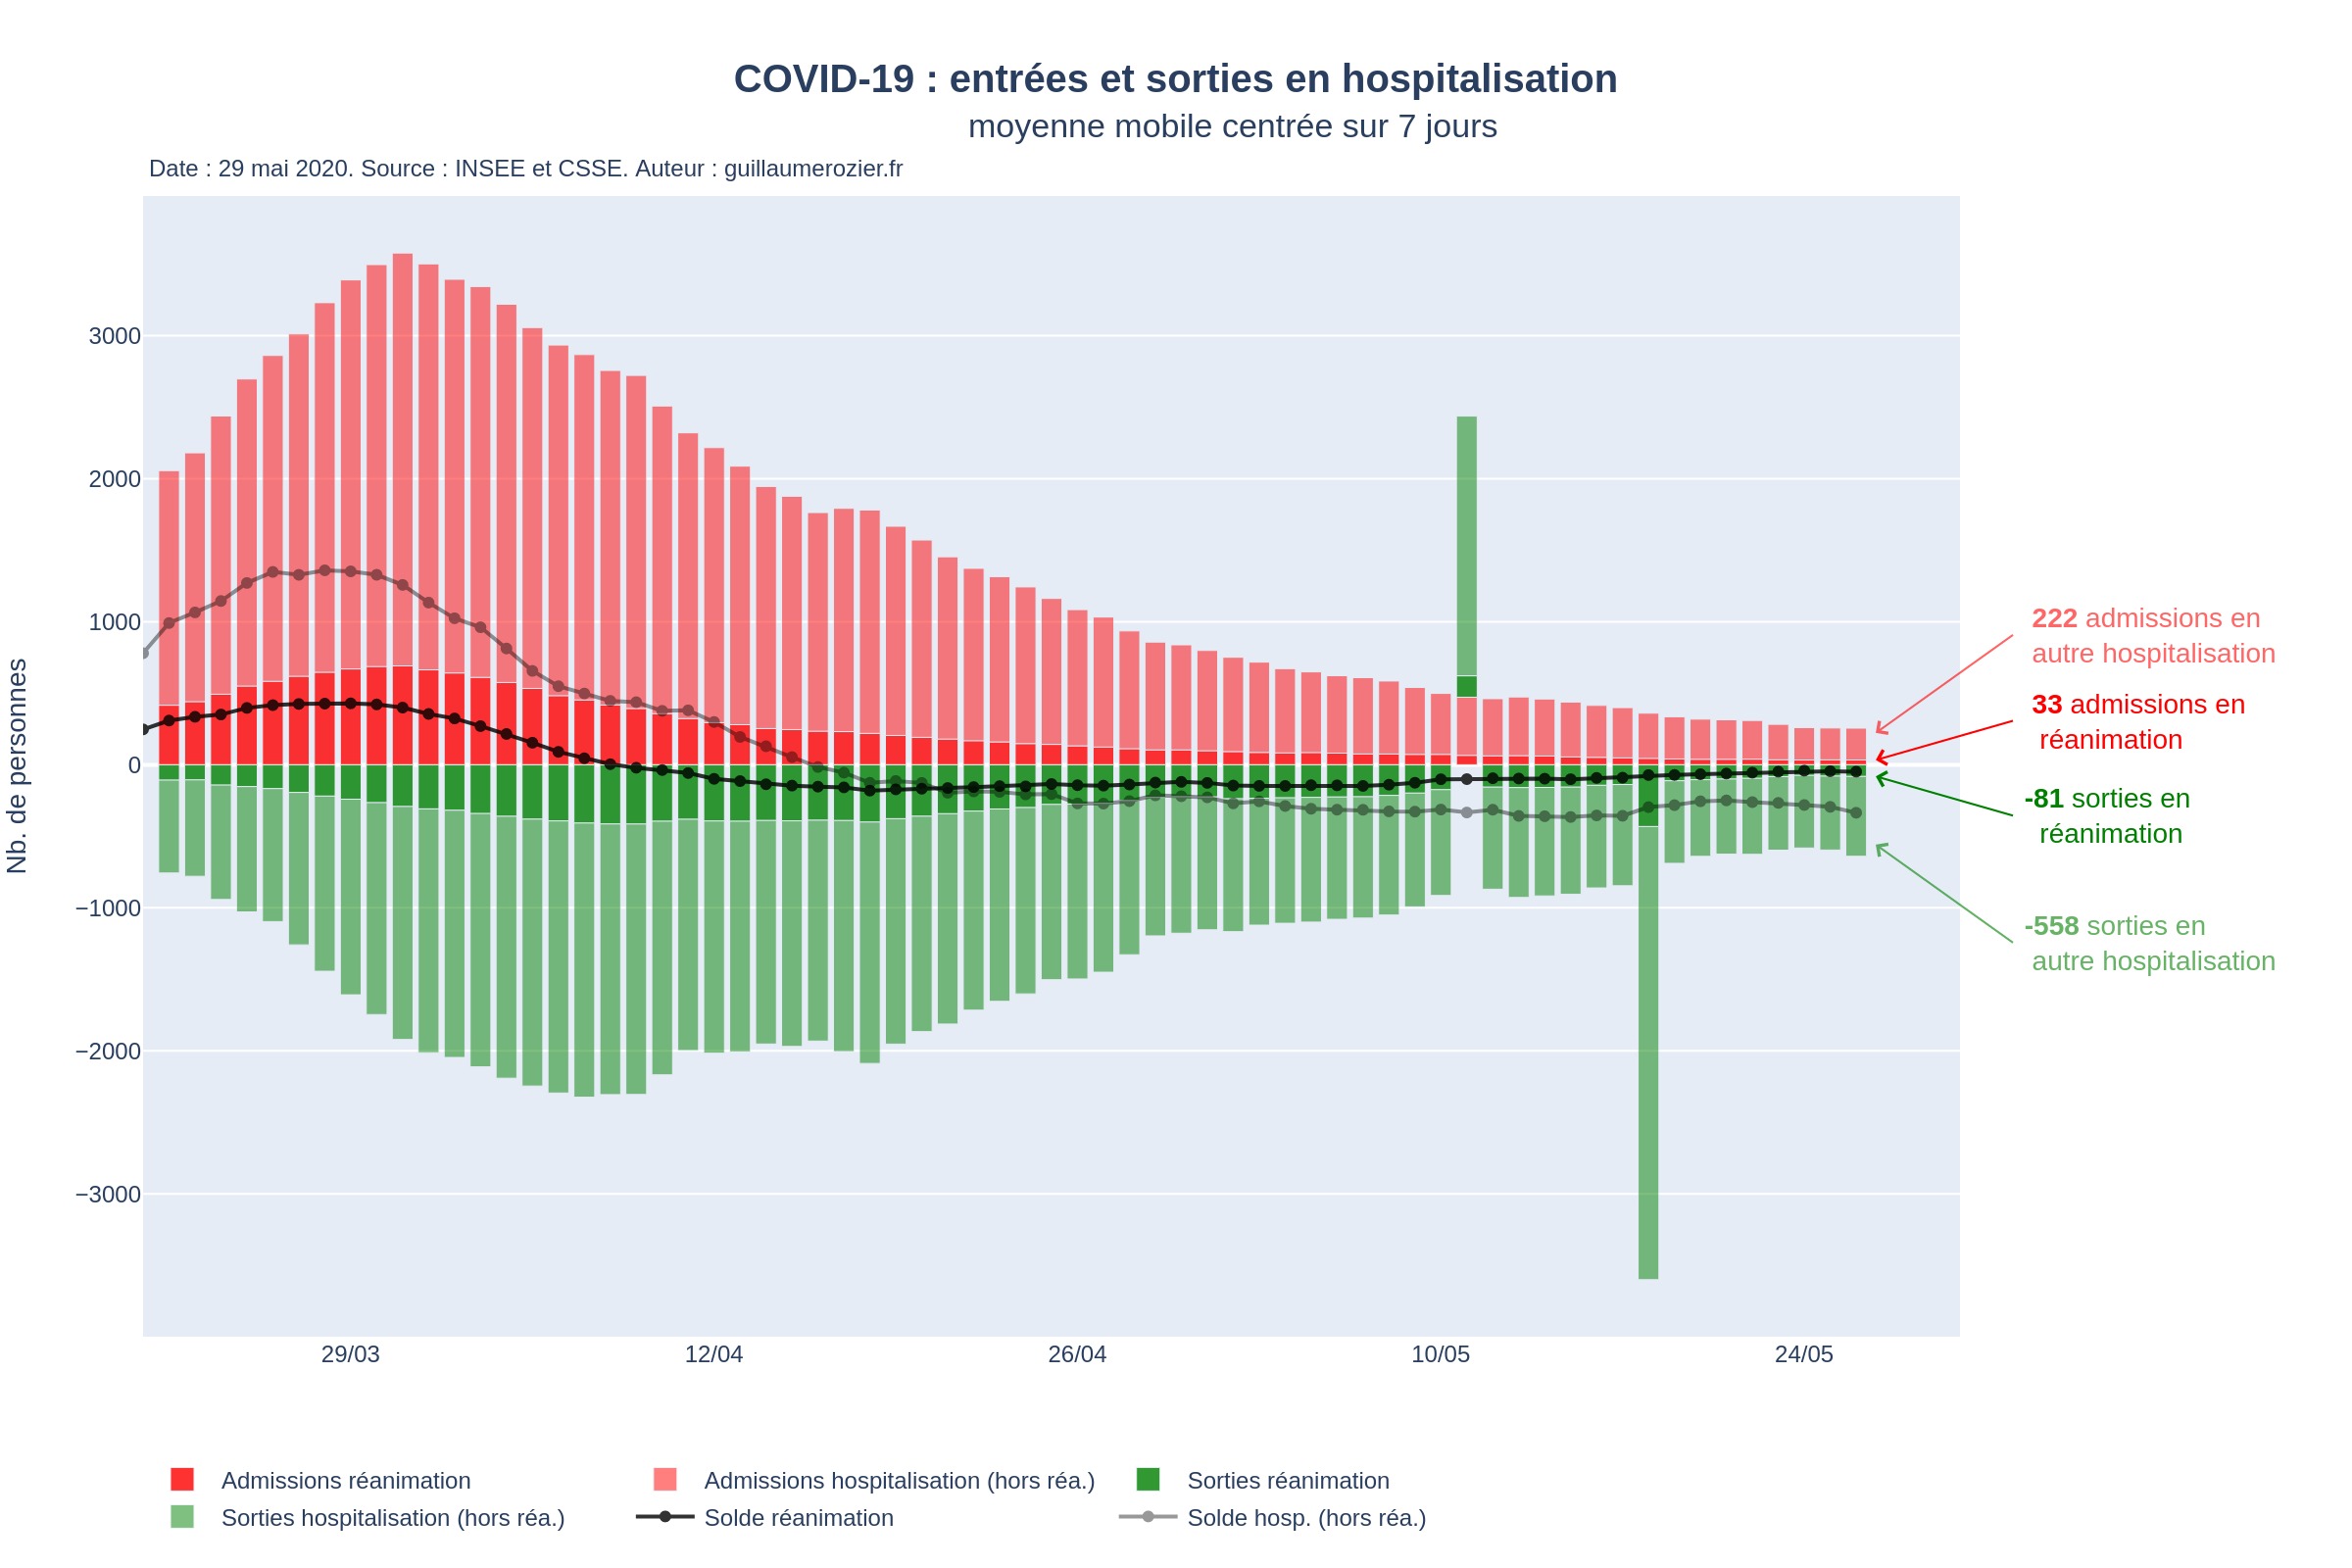 COVID-19 : entrées et sorties en hospitalisation
moyenne mobile centrée sur 7 jours
Date : 29 mai 2020. Source : INSEE et CSSE. Auteur : guillaumerozier.fr
Nb. de personnes
3000
2000
1000
0
−1000
−2000
−3000
29/03
12/04
26/04
10/05
24/05
222 admissions en
autre hospitalisation
33 admissions en
réanimation
-81 sorties en
réanimation
-558 sorties en
autre hospitalisation
Admissions réanimation
Admissions hospitalisation (hors réa.)
Sorties réanimation
Sorties hospitalisation (hors réa.)
Solde réanimation
Solde hosp. (hors réa.)